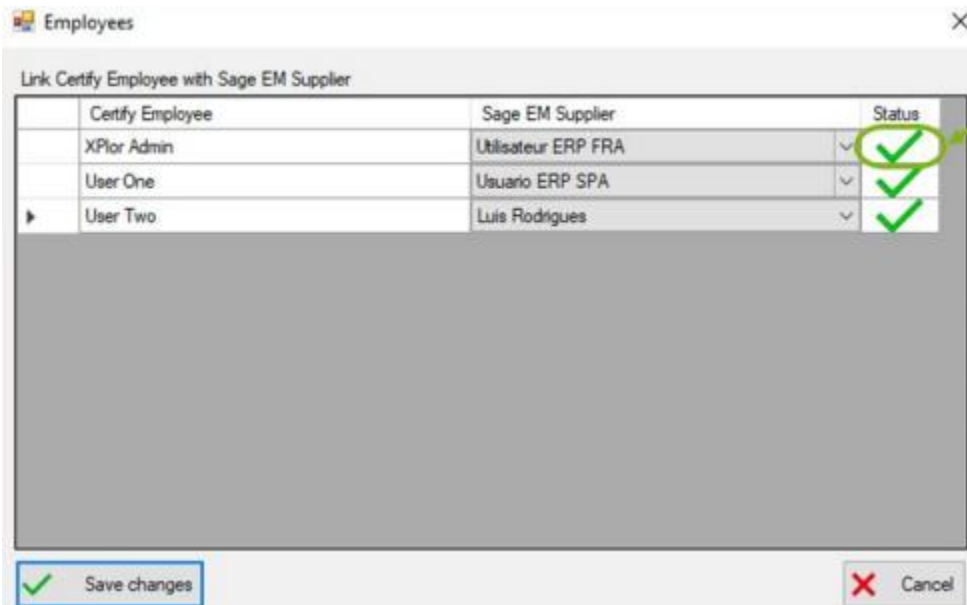 Employees
Link Certify Employee with Sage EM Supplier
Certify Employee Sage EM Supplier Status
XPlor Admin Utilisateur ERP FRA
User One Usuario ERP SPA
User Two Luis Rodrigues
Save changes Cancel